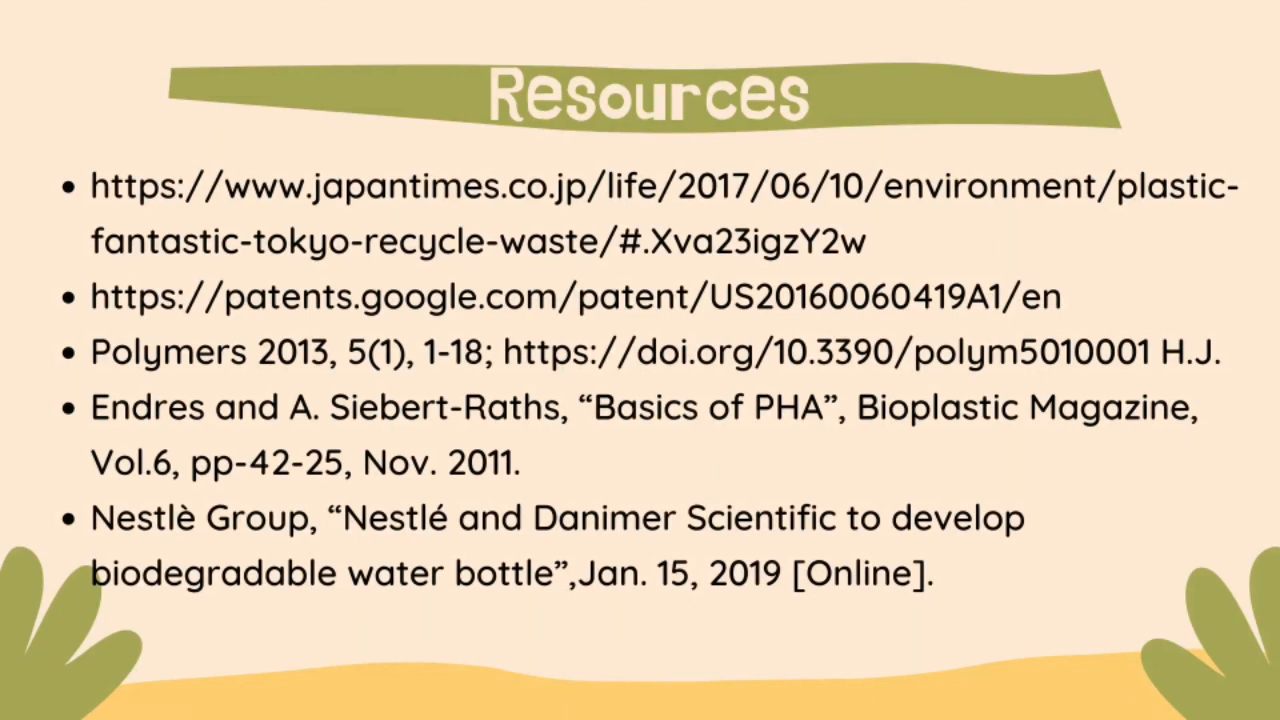 Resources
• https://www.japantimes.co.jp/life/2017/06/10/environment/plastic-
fantastic-tokyo-recycle-waste/#.Xva23igzY2w
• https://patents.google.com/patent/US20160060419A1/en
• Polymers 2013, 5(1), 1-18; https://doi.org/10.3390/polym5010001 H.J.
• Endres and A. Siebert-Raths, “Basics of PHA”, Bioplastic Magazine,
Vol.6, pp-42-25, Nov. 2011.
• Nestlè Group, “Nestlé and Danimer Scientific to develop
biodegradable water bottle”,Jan. 15, 2019 [Online].